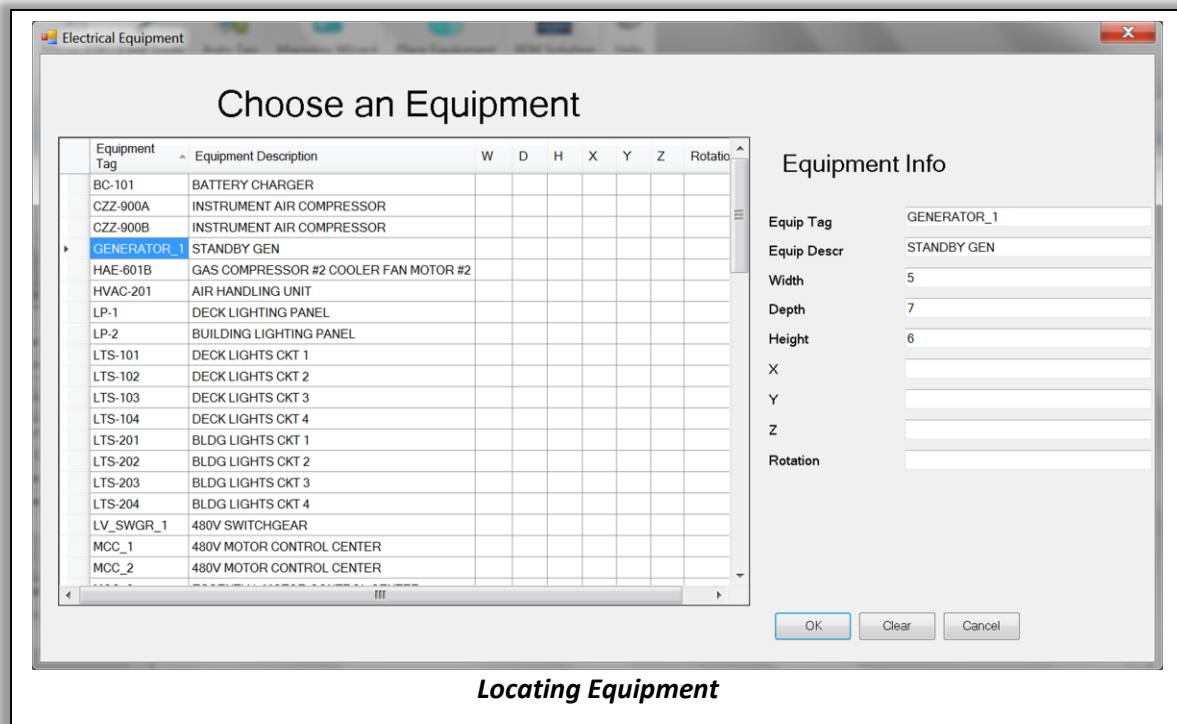 Electrical Equipment
X
Choose an Equipment
Equipment Tag Equipment Description W D H X Y Z Rotatio
BC-101 BATTERY CHARGER
CZZ-900A INSTRUMENT AIR COMPRESSOR
CZZ-900B INSTRUMENT AIR COMPRESSOR
GENERATOR_1 STANDBY GEN
HAE-601B GAS COMPRESSOR #2 COOLER FAN MOTOR #2
HVAC-201 AIR HANDLING UNIT
LP-1 DECK LIGHTING PANEL
LP-2 BUILDING LIGHTING PANEL
LTS-101 DECK LIGHTS CKT 1
LTS-102 DECK LIGHTS CKT 2
LTS-103 DECK LIGHTS CKT 3
LTS-104 DECK LIGHTS CKT 4
LTS-201 BLDG LIGHTS CKT 1
LTS-202 BLDG LIGHTS CKT 2
LTS-203 BLDG LIGHTS CKT 3
LTS-204 BLDG LIGHTS CKT 4
LV_SWGR_1 480V SWITCHGEAR
MCC_1 480V MOTOR CONTROL CENTER
MCC_2 480V MOTOR CONTROL CENTER
Equipment Info
Equip Tag GENERATOR_1
Equip Descr STANDBY GEN
Width 5
Depth 7
Height 6
X
Y
Z
Rotation
OK Clear Cancel
Locating Equipment